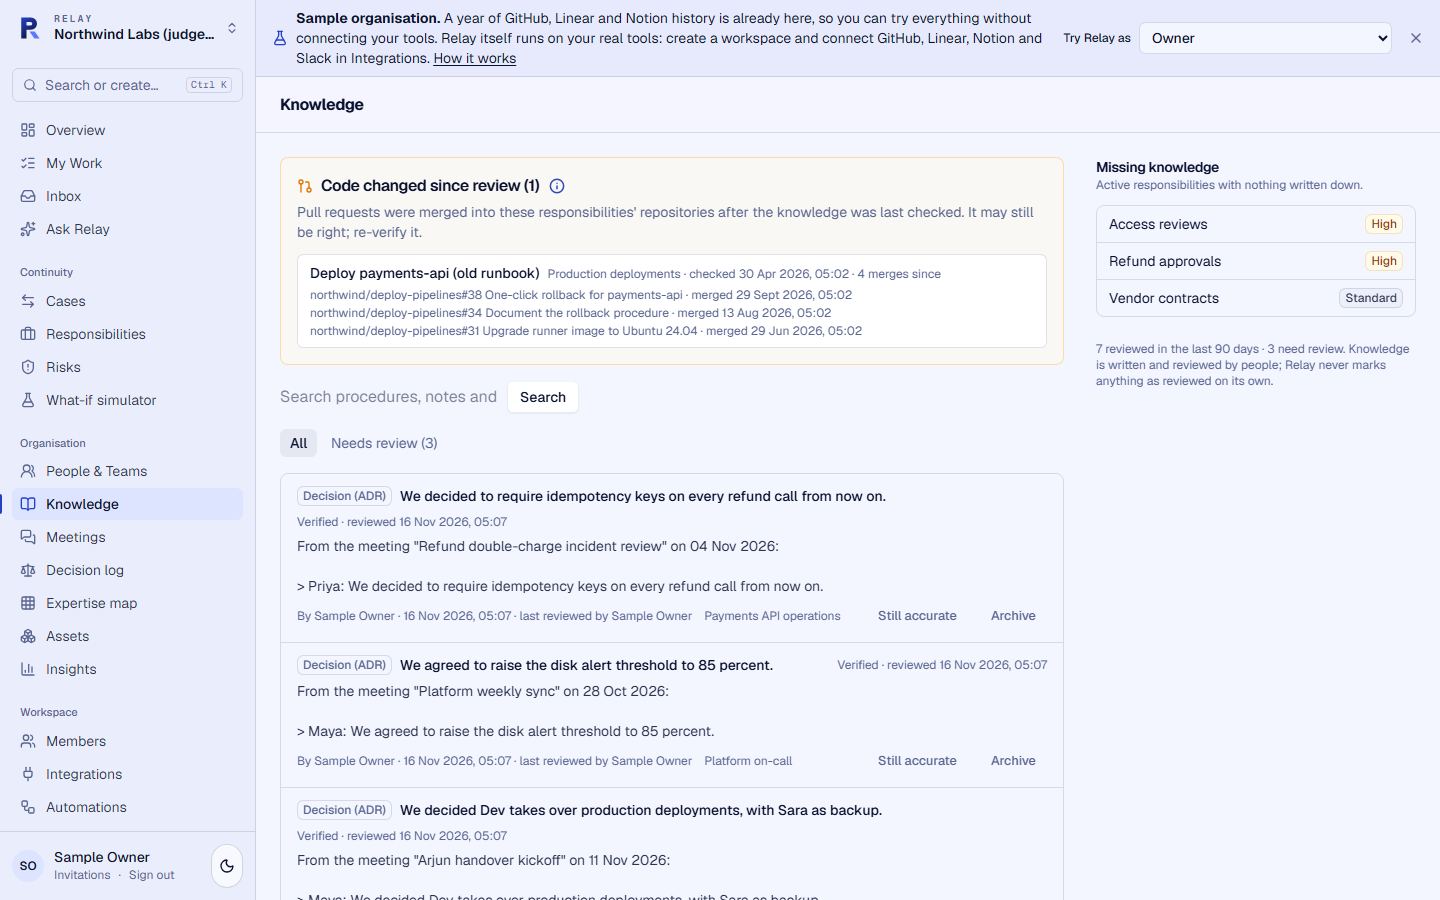 RELAY
Northwind Labs (judge...
Search or create...
Ctrl K
Overview
My Work
Inbox
Ask Relay
Continuity
Cases
Responsibilities
Risks
What-if simulator
Organisation
People & Teams
Knowledge
Meetings
Decision log
Expertise map
Assets
Insights
Workspace
Members
Integrations
Automations
SO
Sample Owner
Invitations · Sign out
Sample organisation. A year of GitHub, Linear and Notion history is already here, so you can try everything without
connecting your tools. Relay itself runs on your real tools: create a workspace and connect GitHub, Linear, Notion and
Slack in Integrations. How it works
Try Relay as
Owner
Knowledge
Code changed since review (1)
Pull requests were merged into these responsibilities' repositories after the knowledge was last checked. It may still
be right; re-verify it.
Deploy payments-api (old runbook) Production deployments · checked 30 Apr 2026, 05:02 · 4 merges since
northwind/deploy-pipelines#38 One-click rollback for payments-api · merged 29 Sept 2026, 05:02
northwind/deploy-pipelines#34 Document the rollback procedure · merged 13 Aug 2026, 05:02
northwind/deploy-pipelines#31 Upgrade runner image to Ubuntu 24.04 · merged 29 Jun 2026, 05:02
Search procedures, notes and
Search
All
Needs review (3)
Decision (ADR) We decided to require idempotency keys on every refund call from now on.
Verified · reviewed 16 Nov 2026, 05:07
From the meeting "Refund double-charge incident review" on 04 Nov 2026:
> Priya: We decided to require idempotency keys on every refund call from now on.
By Sample Owner · 16 Nov 2026, 05:07 · last reviewed by Sample Owner Payments API operations Still accurate Archive
Decision (ADR) We agreed to raise the disk alert threshold to 85 percent. Verified · reviewed 16 Nov 2026, 05:07
From the meeting "Platform weekly sync" on 28 Oct 2026:
> Maya: We agreed to raise the disk alert threshold to 85 percent.
By Sample Owner · 16 Nov 2026, 05:07 · last reviewed by Sample Owner Platform on-call Still accurate Archive
Decision (ADR) We decided Dev takes over production deployments, with Sara as backup.
Verified · reviewed 16 Nov 2026, 05:07
From the meeting "Arjun handover kickoff" on 11 Nov 2026:
> Maya: We decided Dev takes over production deployments, with Sara as backup.
Missing knowledge
Active responsibilities with nothing written down.
Access reviews High
Refund approvals High
Vendor contracts Standard
7 reviewed in the last 90 days · 3 need review. Knowledge
is written and reviewed by people; Relay never marks
anything as reviewed on its own.